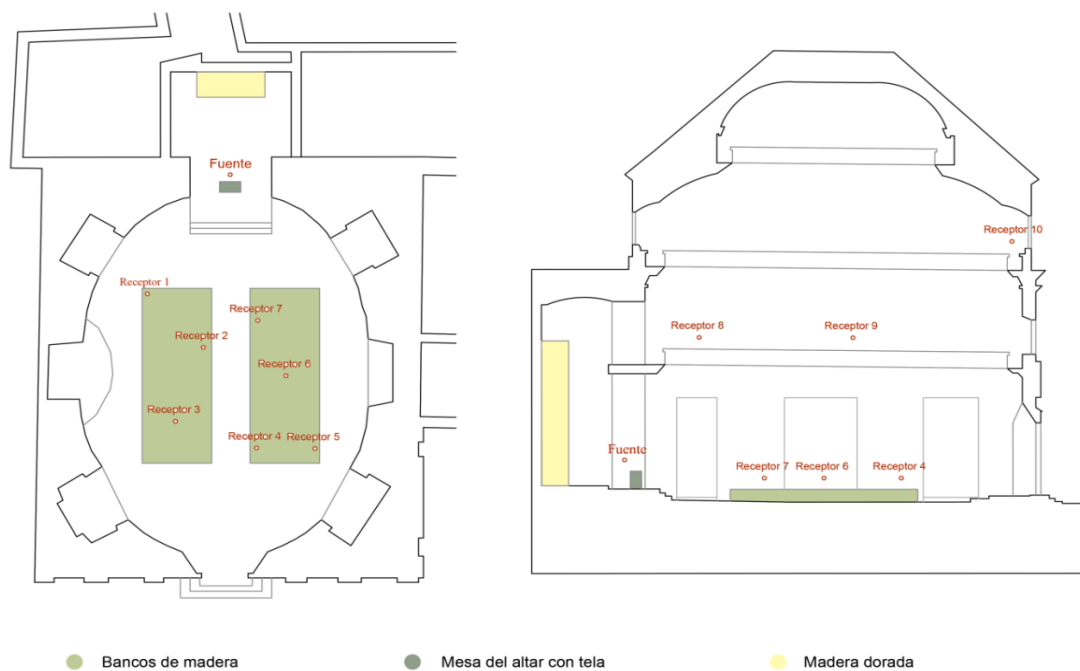 Fuente
Receptor 1
Receptor 7
Receptor 2
Receptor 6
Receptor 3
Receptor 4
Receptor 5
Receptor 10
Receptor 8
Receptor 9
Fuente
Receptor 7
Receptor 6
Receptor 4
Bancos de madera
Mesa del altar con tela
Madera dorada